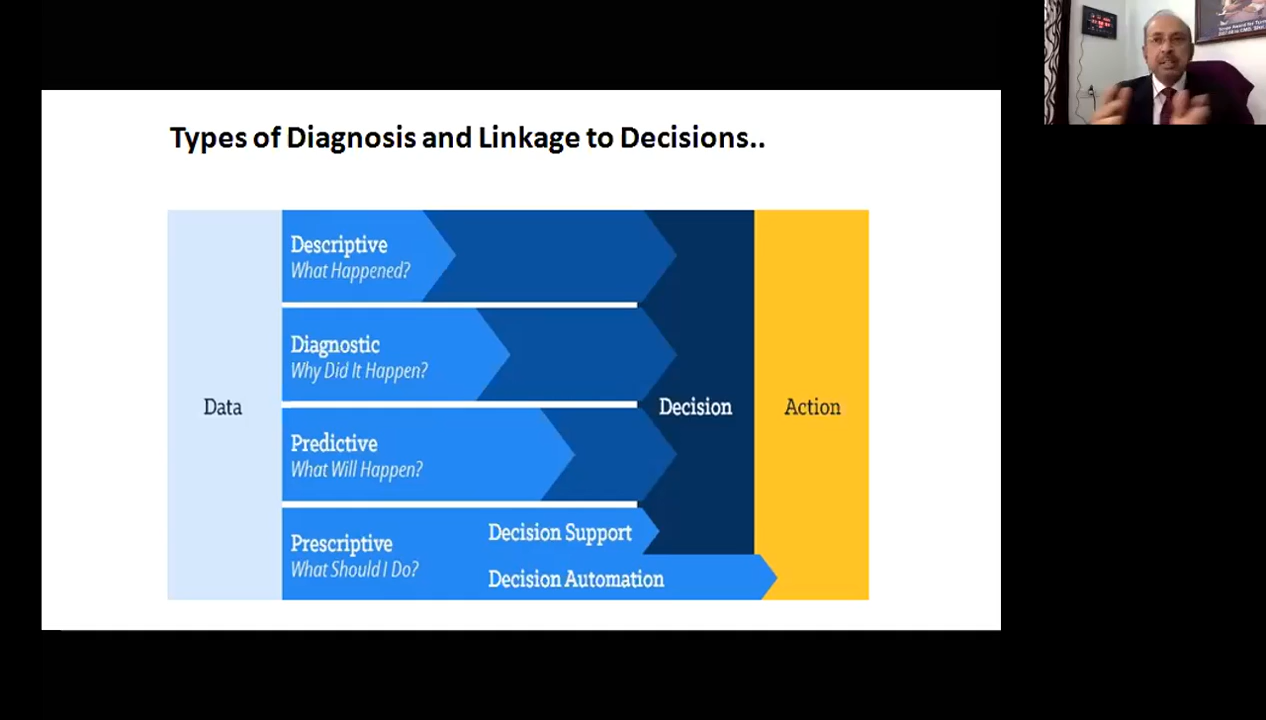 Types of Diagnosis and Linkage to Decisions..
Data
Descriptive
What Happened?
Diagnostic
Why Did It Happen?
Predictive
What Will Happen?
Prescriptive
What Should I Do?
Decision Support
Decision Automation
Decision
Action